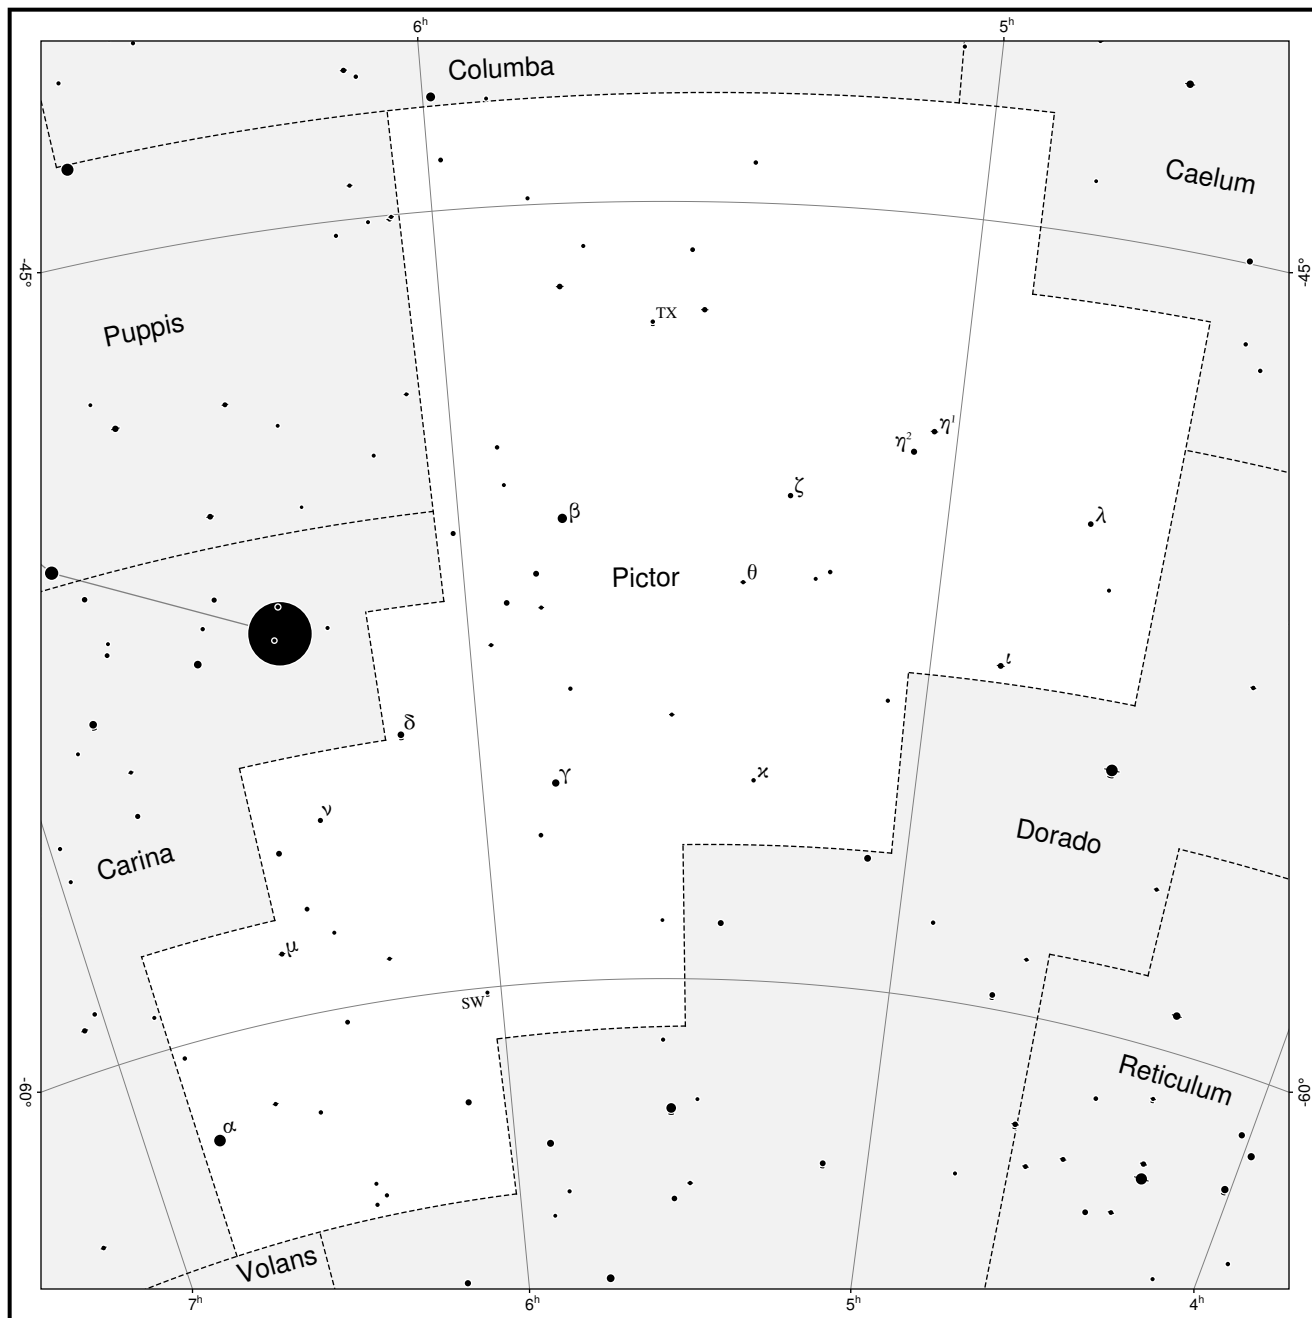 6h
5h
Columba
Caelum
-45°
-45°
Puppis
TX
η1
η2
ζ
β
λ
Pictor
θ
ι
δ
γ
ϰ
ν
Dorado
Carina
μ
SW
Reticulum
-60°
-60°
α
Volans
7h
6h
5h
4h